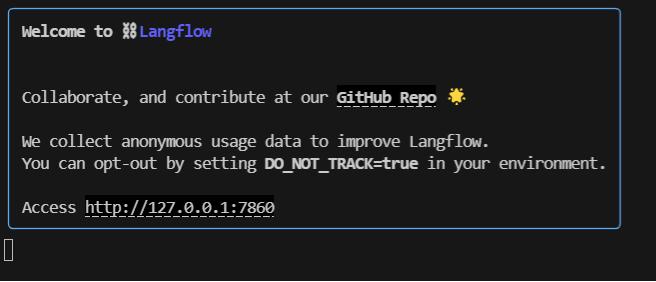 Welcome to ⛓Langflow
Collaborate, and contribute at our GitHub Repo 🌟
We collect anonymous usage data to improve Langflow.
You can opt-out by setting DO_NOT_TRACK=true in your environment.
Access http://127.0.0.1:7860